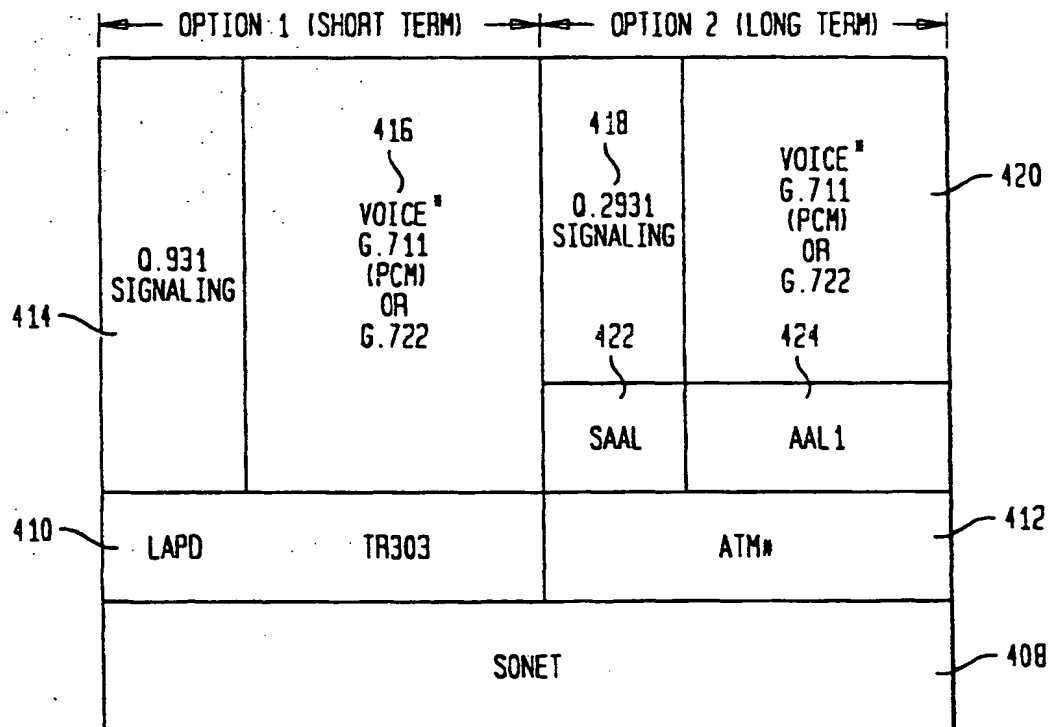 OPTION 1 (SHORT TERM) OPTION 2 (LONG TERM)
416
VOICE*
G.711
(PCM)
OR
G.722
418
Q.2931
SIGNALING
VOICE*
G.711
(PCM)
OR
G.722
420
Q.931
SIGNALING
414
422
424
SAAL
AAL1
410
LAPD
TR303
ATM*
412
SONET
408